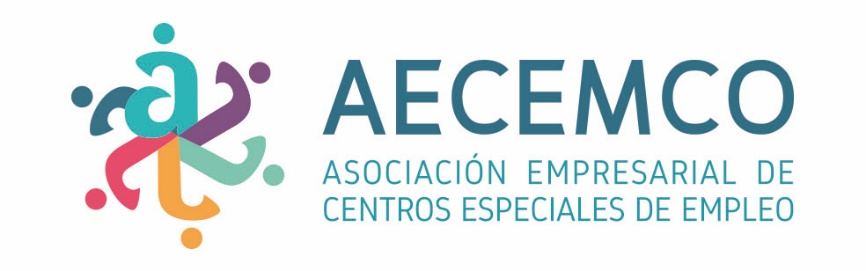 AECEMCO
ASOCIACIÓN EMPRESARIAL DE
CENTROS ESPECIALES DE EMPLEO